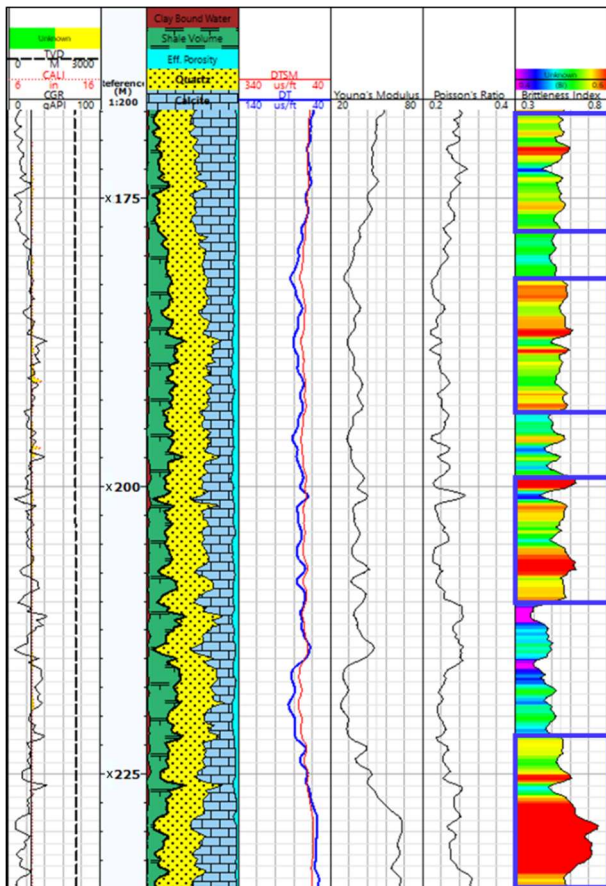 Clay Bound Water
Shale Volume
Unknown
TVD
0 M 3000
CALI
6 in 16
CGR
0 gAPI 100
Reference
(M)
1:200
Eff. Porosity
Quartz
Calcite
DTSM
340 us/ft 40
DT
140 us/ft 40
Young's Modulus
20 80
Poisson's Ratio
0.2 0.4
Unknown
Brittleness Index
0.4 0.8
X175
X200
X225